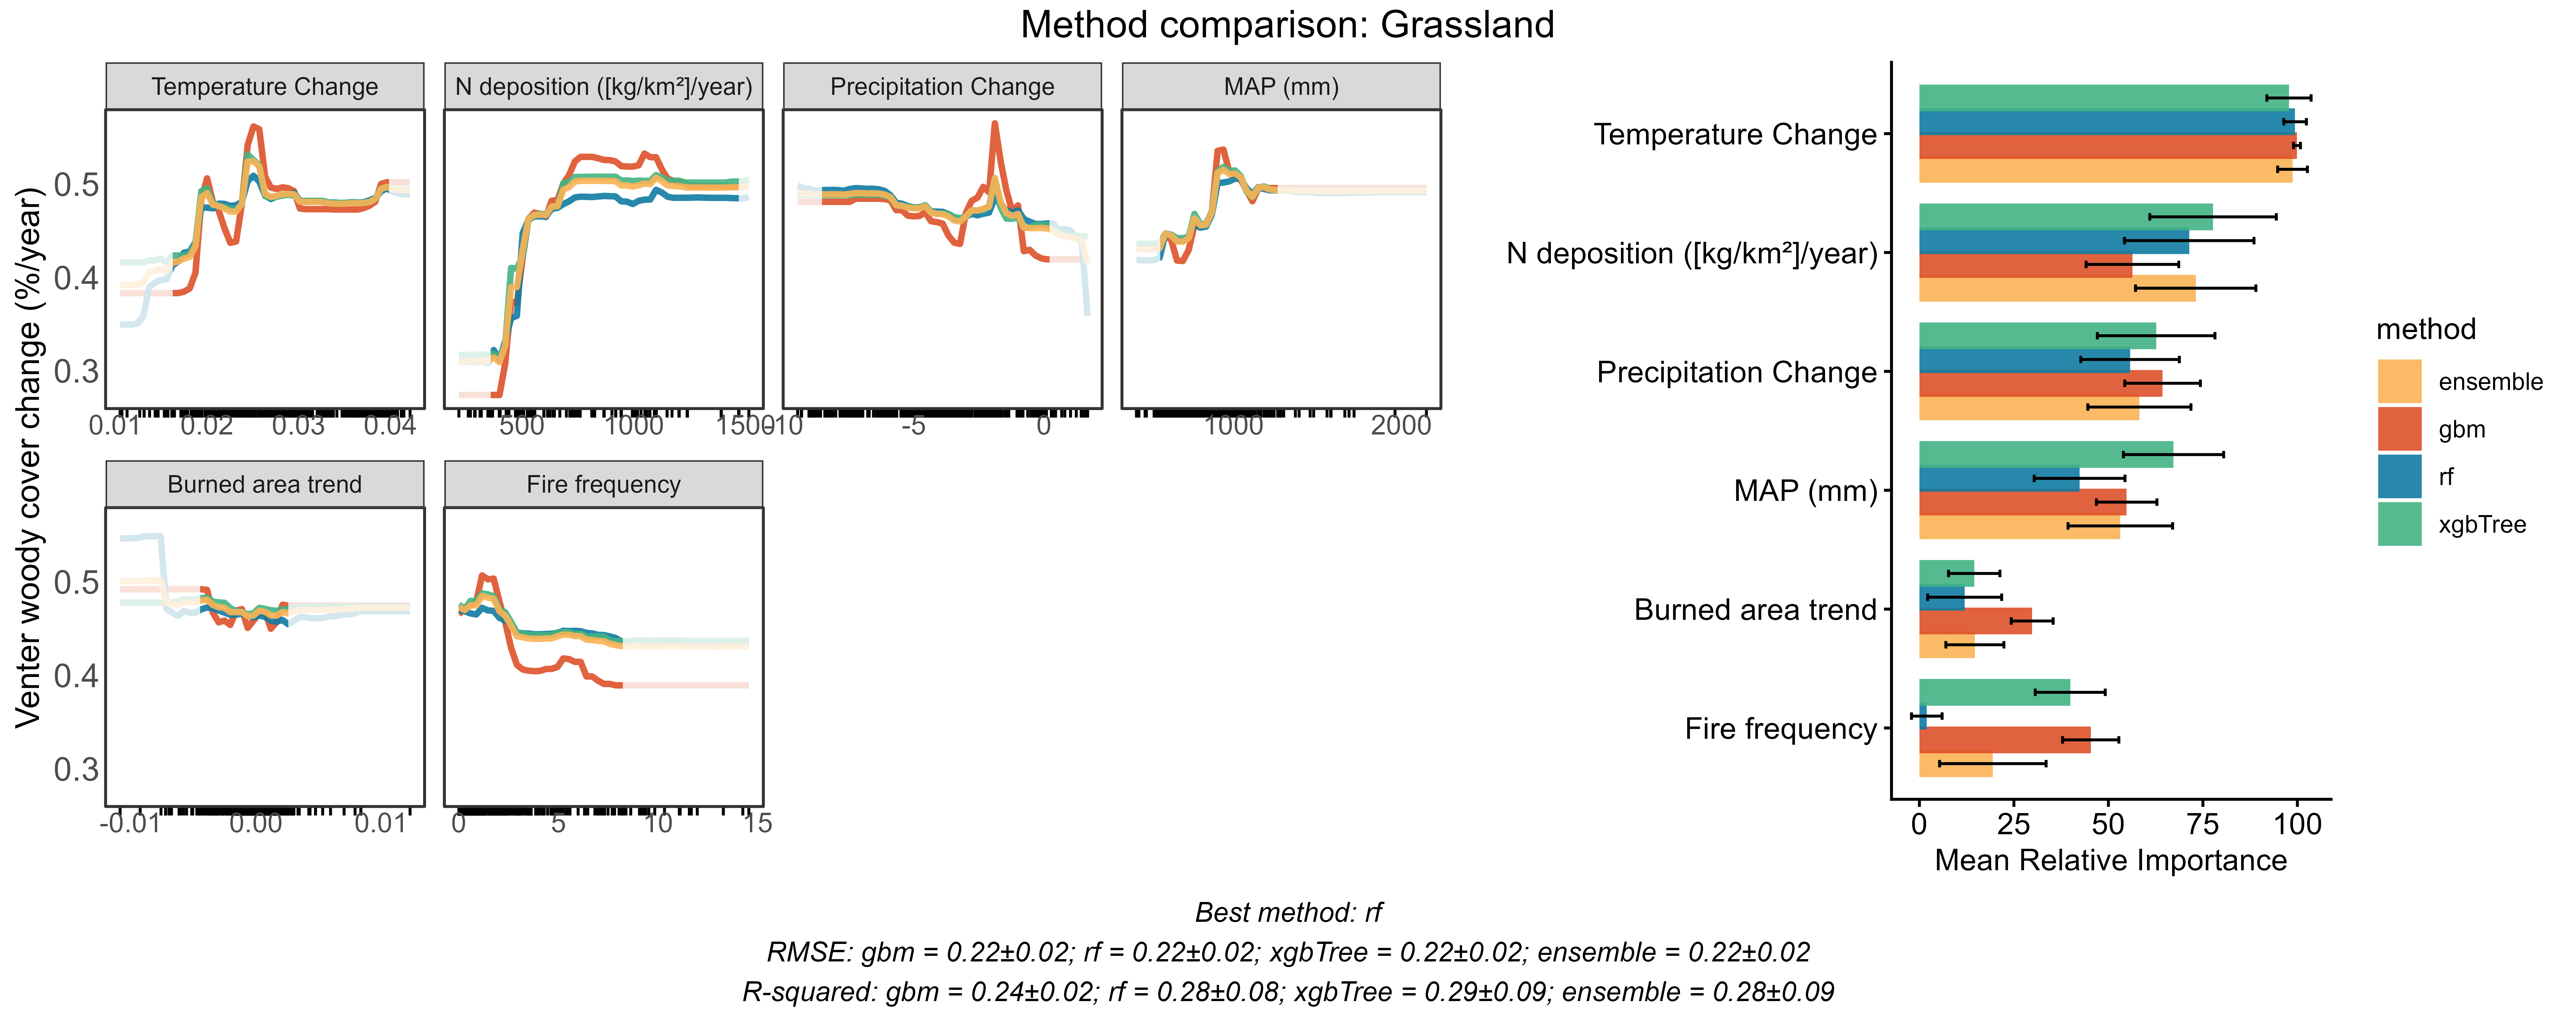 Method comparison: Grassland
Temperature Change
N deposition ([kg/km²]/year)
Precipitation Change
MAP (mm)
Venter woody cover change (%/year)
0.5
0.4
0.3
0.01 0.02 0.03 0.04
500 1000 1500
-10 -5 0
1000 2000
Burned area trend
Fire frequency
0.5
0.4
0.3
-0.01 0.00 0.01
0 5 10 15
Temperature Change
N deposition ([kg/km²]/year)
Precipitation Change
MAP (mm)
Burned area trend
Fire frequency
0 25 50 75 100
Mean Relative Importance
method
ensemble
gbm
rf
xgbTree
Best method: rf
RMSE: gbm = 0.22±0.02; rf = 0.22±0.02; xgbTree = 0.22±0.02; ensemble = 0.22±0.02
R-squared: gbm = 0.24±0.02; rf = 0.28±0.08; xgbTree = 0.29±0.09; ensemble = 0.28±0.09